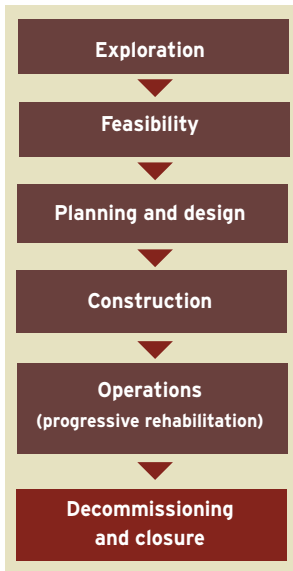 Exploration
Feasibility
Planning and design
Construction
Operations
(progressive rehabilitation)
Decommissioning
and closure